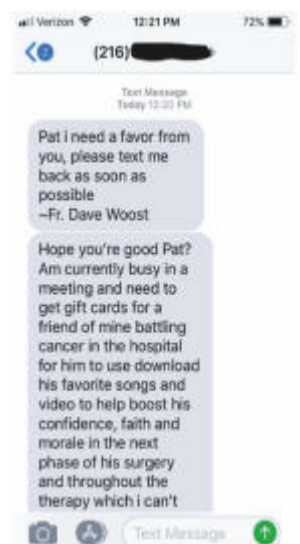 Verizon 12:21 PM 72%
(216)
Text Message
Today 12:20 PM
Pat i need a favor from
you, please text me
back as soon as
possible
~Fr. Dave Woost
Hope you're good Pat?
Am currently busy in a
meeting and need to
get gift cards for a
friend of mine battling
cancer in the hospital
for him to use download
his favorite songs and
video to help boost his
confidence, faith and
morale in the next
phase of his surgery
and throughout the
therapy which i can't
Text Message